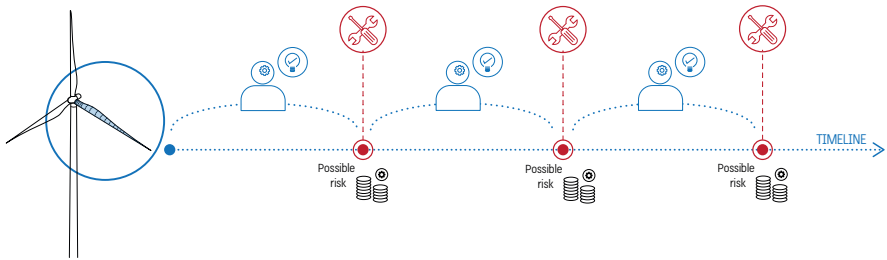 TIMELINE
Possible
risk
Possible
risk
Possible
risk